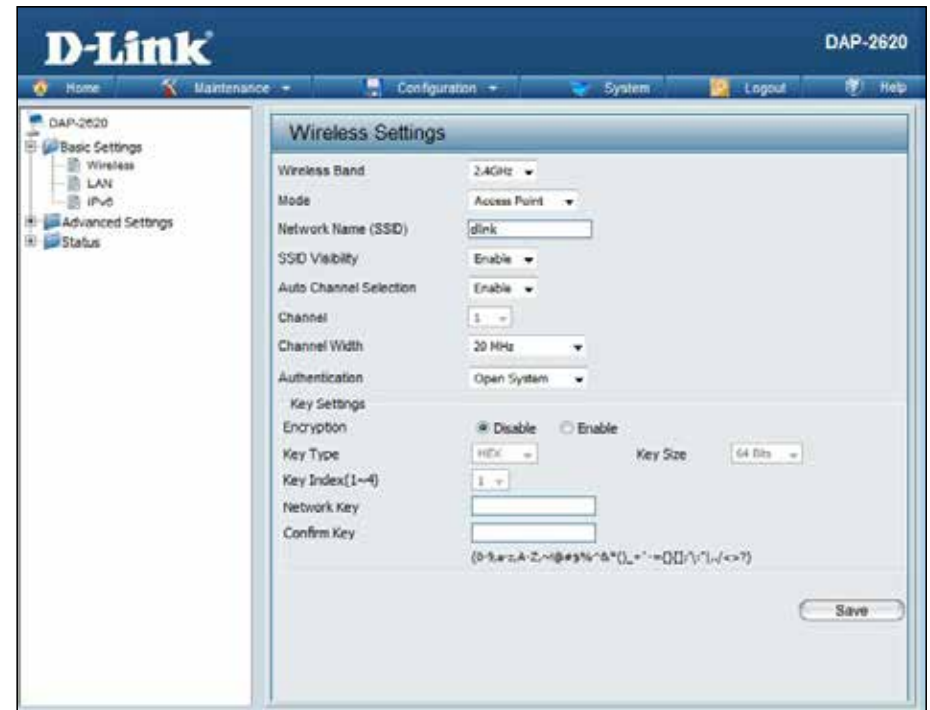 D-Link
DAP-2620
Home Maintenance Configuration System Logout Help
DAP-2620
Basic Settings
Wireless
LAN
IPv6
Advanced Settings
Status
Wireless Settings
Wireless Band 2.4GHz
Mode Access Point
Network Name (SSID) dlink
SSID Visibility Enable
Auto Channel Selection Enable
Channel 1
Channel Width 20 MHz
Authentication Open System
Key Settings
Encryption Disable Enable
Key Type HEX Key Size 64 Bits
Key Index(1~4) 1
Network Key
Confirm Key
(0-9,a-z,A-Z,~!@#$%^&*()_+
Save